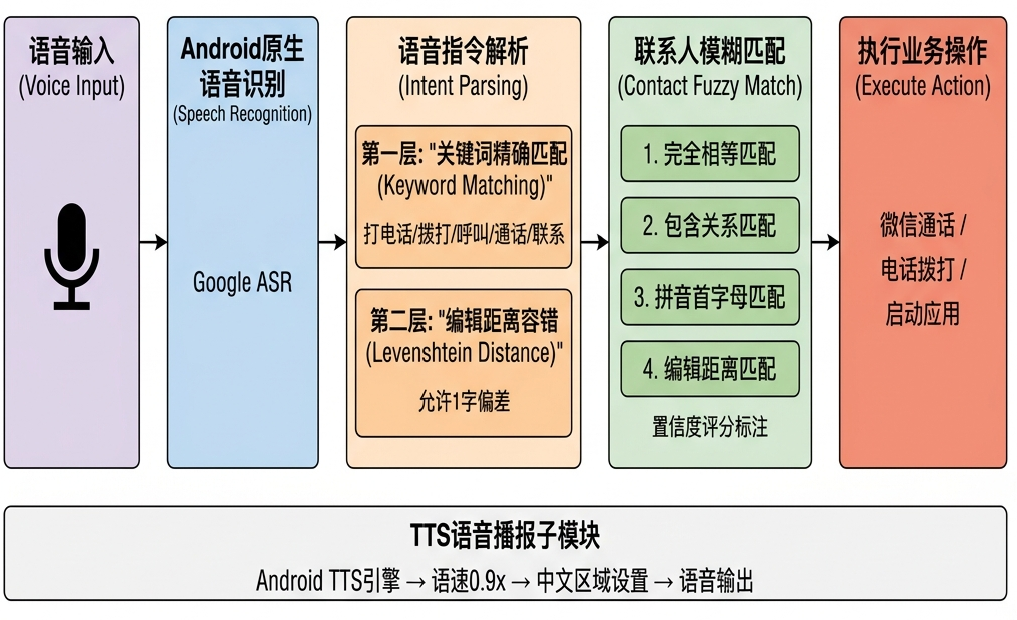 语音输入
(Voice Input)
Android原生
语音识别
(Speech Recognition)
Google ASR
语音指令解析
(Intent Parsing)
第一层: "关键词精确匹配
(Keyword Matching)"
打电话/拨打/呼叫/通话/联系
第二层: "编辑距离容错
(Levenshtein Distance)"
允许1字偏差
联系人模糊匹配
(Contact Fuzzy Match)
1. 完全相等匹配
2. 包含关系匹配
3. 拼音首字母匹配
4. 编辑距离匹配
置信度评分标注
执行业务操作
(Execute Action)
微信通话 /
电话拨打 /
启动应用
TTS语音播报子模块
Android TTS引擎 → 语速0.9x → 中文区域设置 → 语音输出